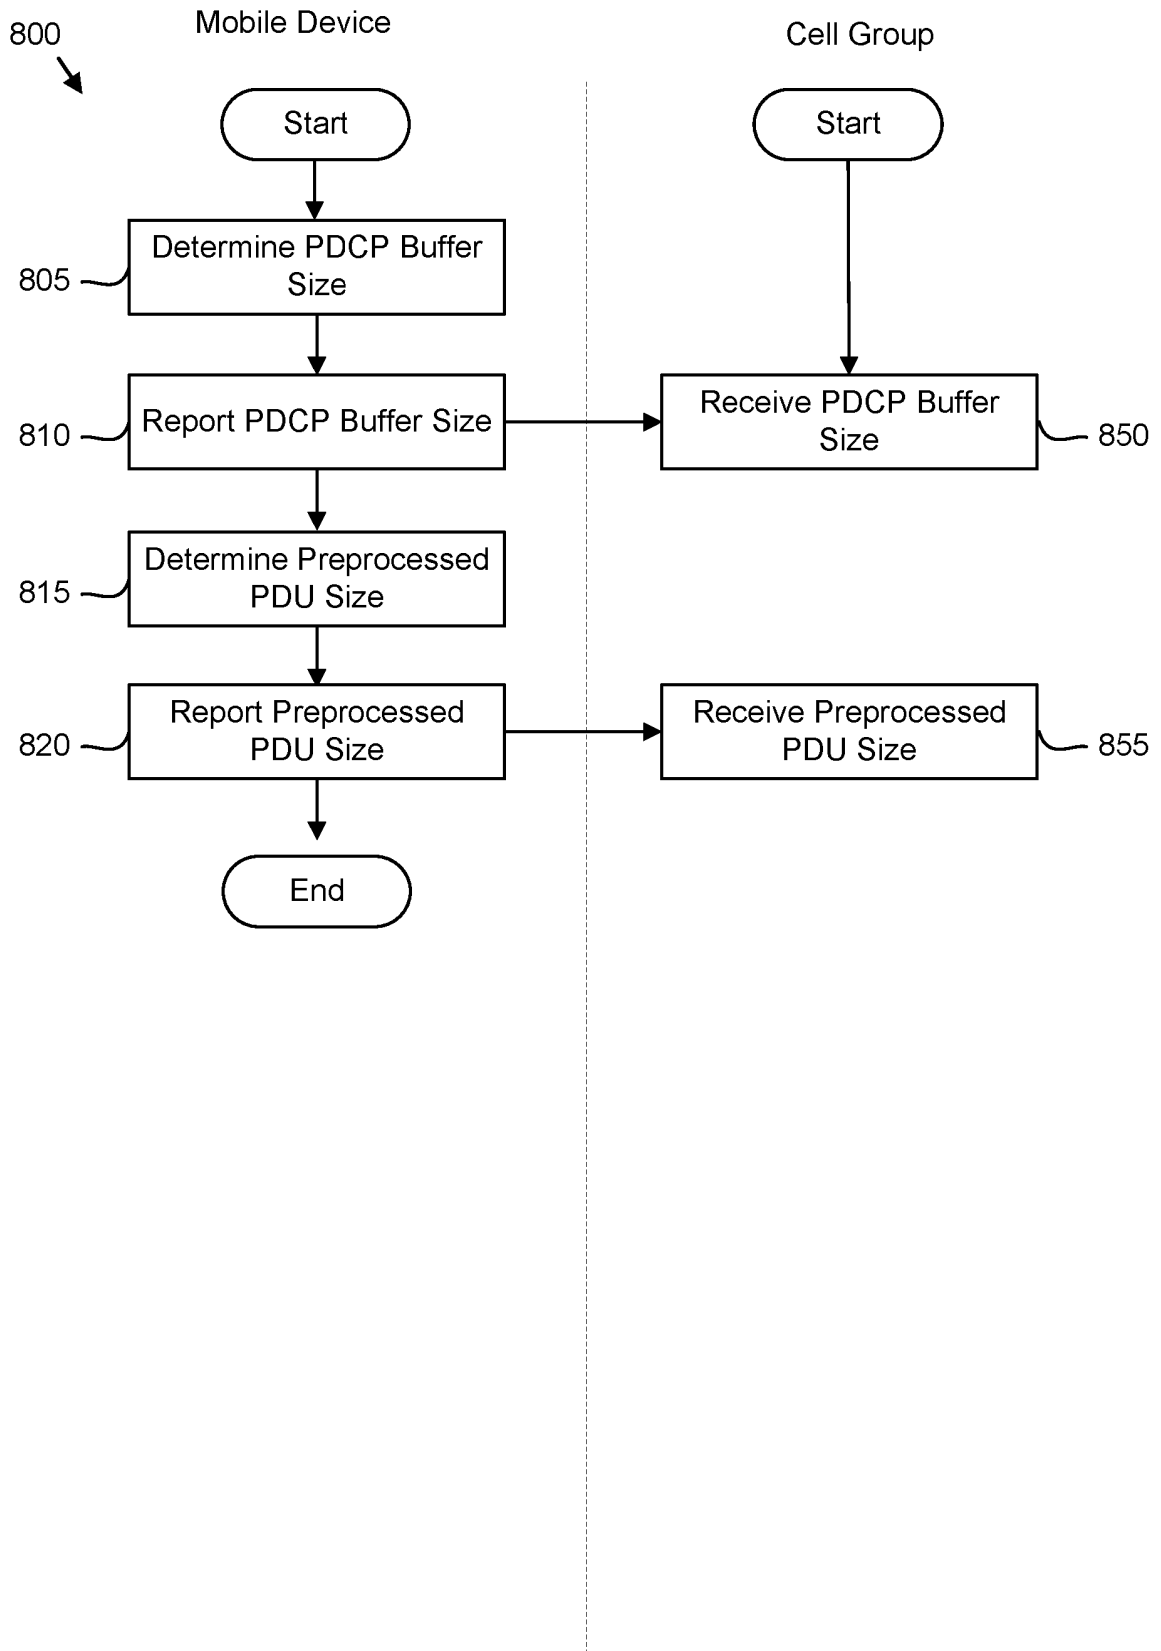 Mobile Device
Cell Group
800
Start
Start
Determine PDCP Buffer
Size
805
Report PDCP Buffer Size
810
Receive PDCP Buffer
Size
850
Determine Preprocessed
PDU Size
815
Report Preprocessed
PDU Size
820
Receive Preprocessed
PDU Size
855
End